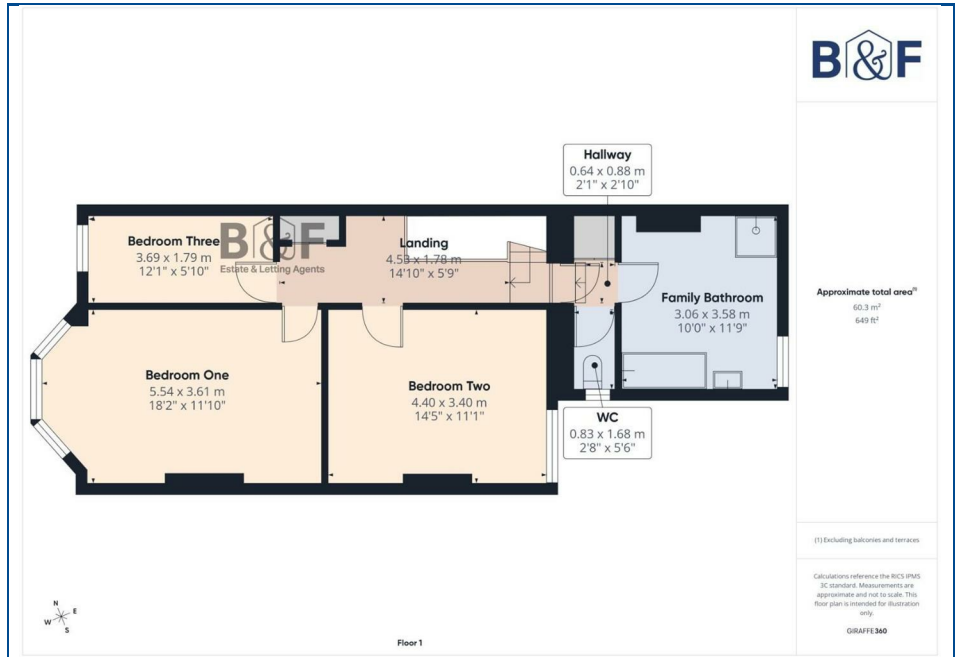 B&F
Hallway
0.64 x 0.88 m
2'1" x 2'10"
Bedroom Three
3.69 x 1.79 m
12'1" x 5'10"
B&F
Estate & Letting Agents
Landing
4.53 x 1.78 m
14'10" x 5'9"
Family Bathroom
3.06 x 3.58 m
10'0" x 11'9"
Approximate total area(1)
60.3 m²
649 ft²
Bedroom One
5.54 x 3.61 m
18'2" x 11'10"
Bedroom Two
4.40 x 3.40 m
14'5" x 11'1"
WC
0.83 x 1.68 m
2'8" x 5'6"
(1) Excluding balconies and terraces
Calculations reference the RICS IPMS
3C standard. Measurements are
approximate and not to scale. This
floor plan is intended for illustration
only.
GIRAFFE360
N
E
W
S
Floor 1